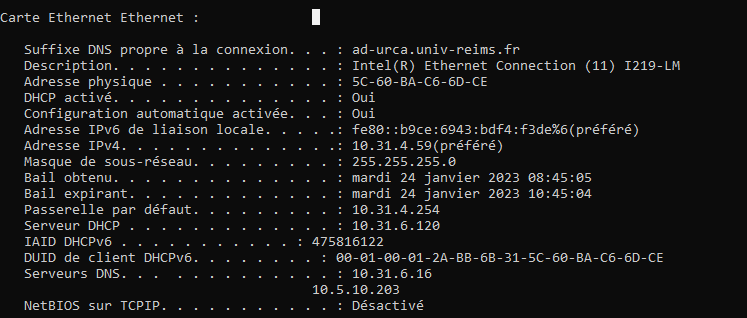 Carte Ethernet Ethernet :
Suffixe DNS propre à la connexion. . . : ad-urca.univ-reims.fr
Description. . . . . . . . . . . . . . : Intel(R) Ethernet Connection (11) I219-LM
Adresse physique . . . . . . . . . . . : 5C-60-BA-C6-6D-CE
DHCP activé. . . . . . . . . . . . . . : Oui
Configuration automatique activée. . . : Oui
Adresse IPv6 de liaison locale. . . . .: fe80::b9ce:6943:bdf4:f3de%6(préféré)
Adresse IPv4. . . . . . . . . . . . . .: 10.31.4.59(préféré)
Masque de sous-réseau. . . . . . . . . : 255.255.255.0
Bail obtenu. . . . . . . . . . . . . . : mardi 24 janvier 2023 08:45:05
Bail expirant. . . . . . . . . . . . . : mardi 24 janvier 2023 10:45:04
Passerelle par défaut. . . . . . . . . : 10.31.4.254
Serveur DHCP . . . . . . . . . . . . . : 10.31.6.120
IAID DHCPv6 . . . . . . . . . . . : 475816122
DUID de client DHCPv6. . . . . . . . : 00-01-00-01-2A-BB-6B-31-5C-60-BA-C6-6D-CE
Serveurs DNS. . . . . . . . . . . . . : 10.31.6.16
10.5.10.203
NetBIOS sur TCPIP. . . . . . . . . . . : Désactivé